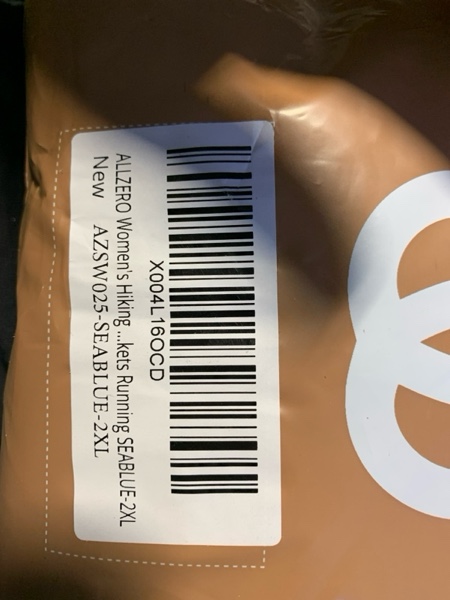 X004L16OCD
ALLZERO Women's Hiking ...kets Running SEABLUE-2XL
New AZSW025-SEABLUE-2XL